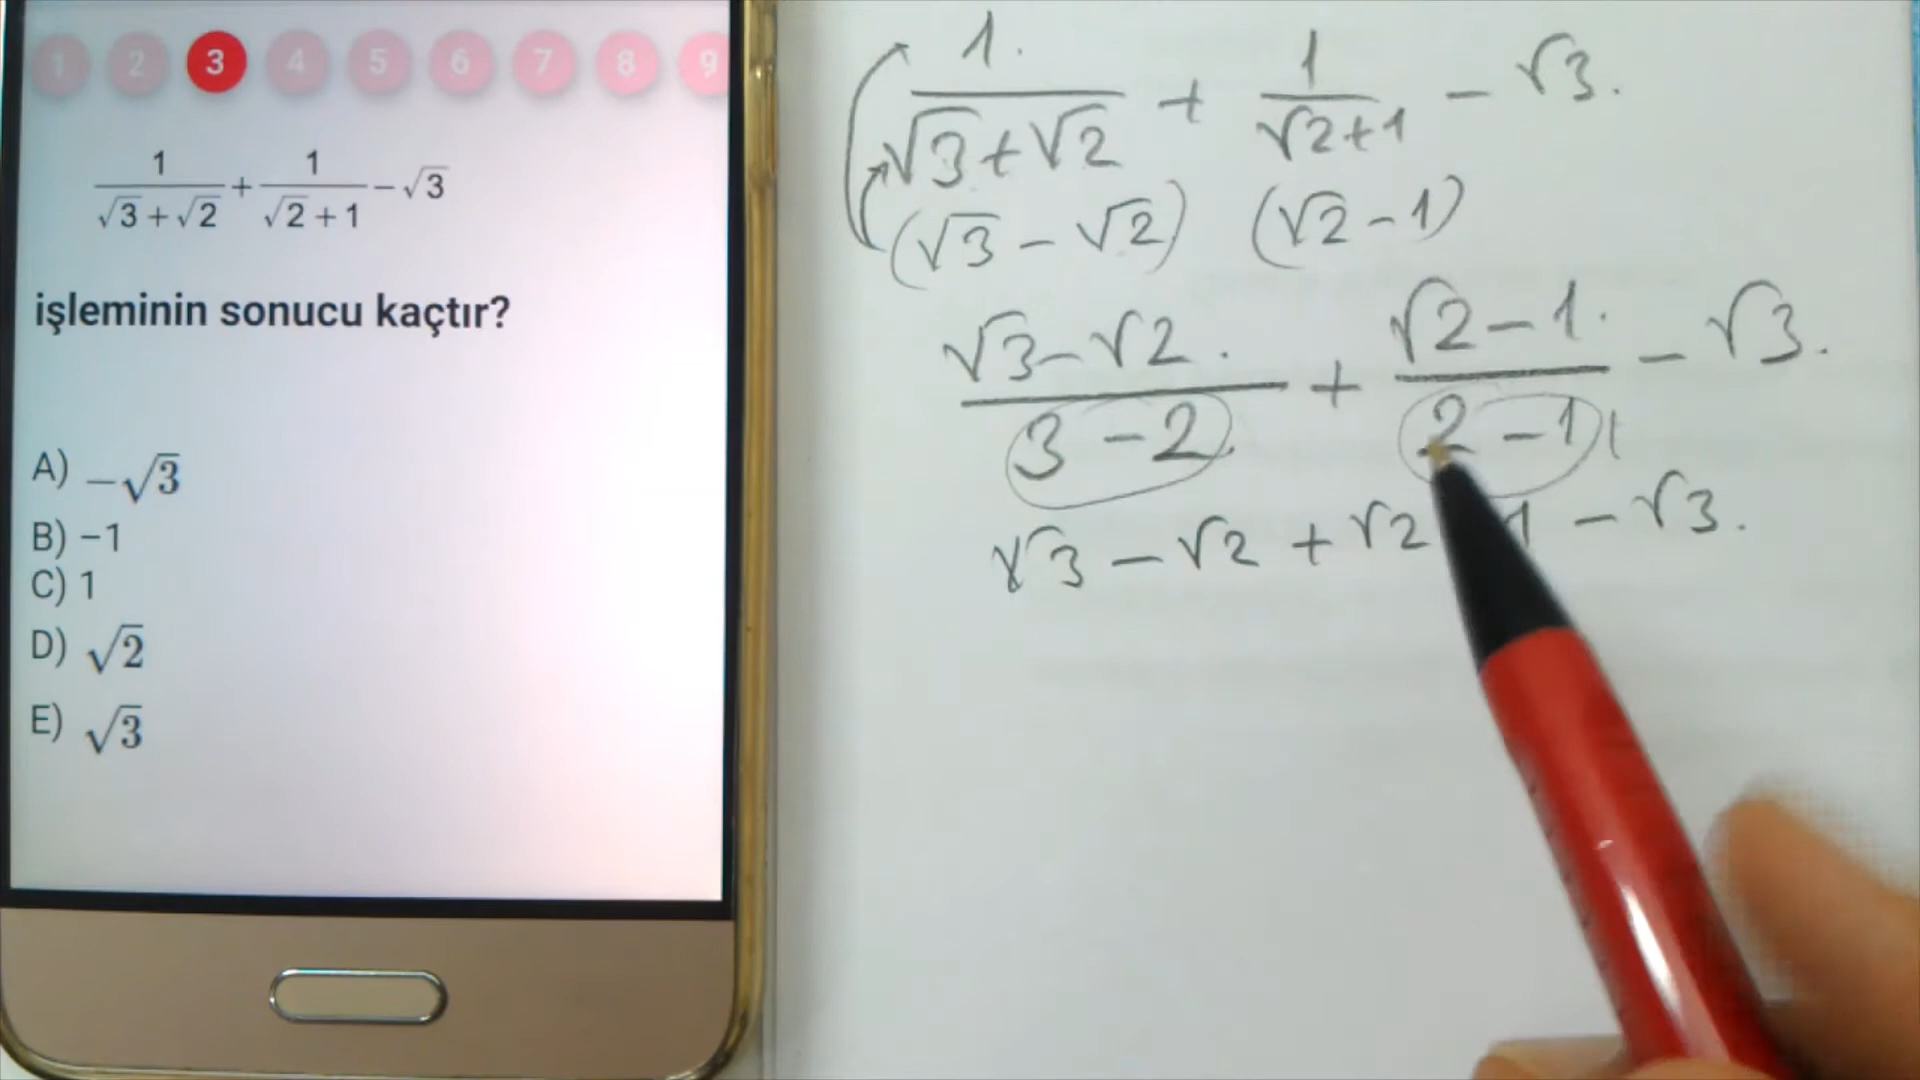 1 2 3 4 5 6 7 8 9
1/(√3+√2) + 1/(√2+1) − √3
işleminin sonucu kaçtır?
A) −√3
B) −1
C) 1
D) √2
E) √3
1. / (√3+√2) + 1/(√2+1) − √3.
(√3 − √2) (√2−1)
(√3−√2.)/(3−2) + (√2−1.)/(2−1) − √3.
√3 − √2 + √2 1 − √3.